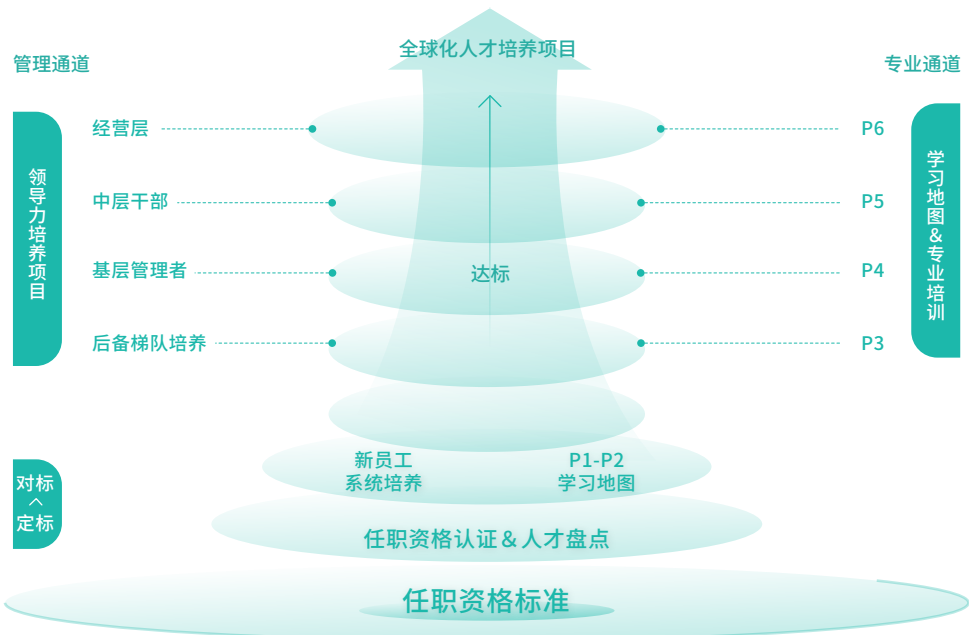 全球化人才培养项目
管理通道
专业通道
经营层
P6
中层干部
P5
领导力培养项目
学习地图&专业培训
基层管理者
达标
P4
后备梯队培养
P3
新员工
系统培养
P1-P2
学习地图
对标
定标
任职资格认证&人才盘点
任职资格标准